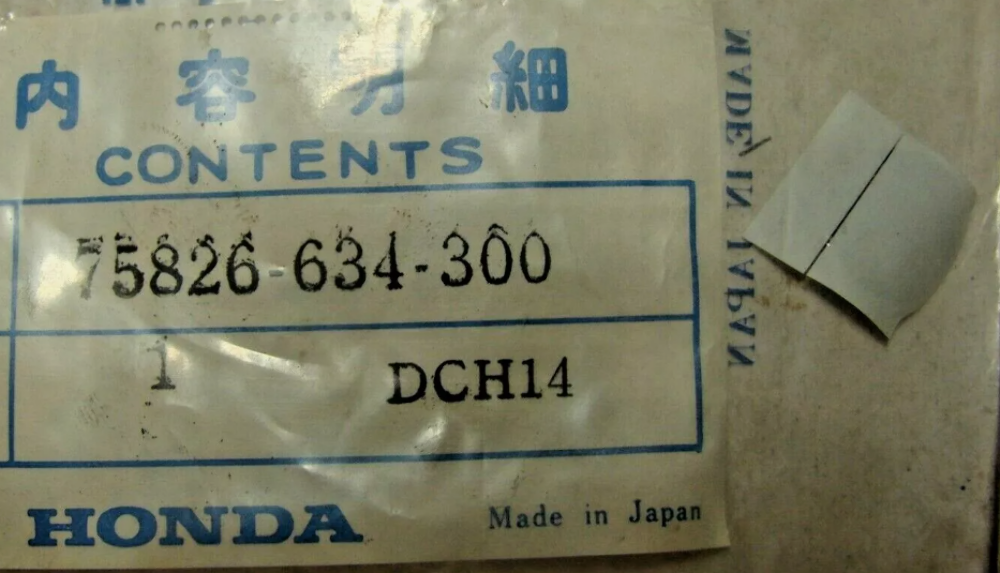 内容明細
CONTENTS
75826-634-300
1 DCH14
HONDA
Made in Japan
MADE IN JAPAN